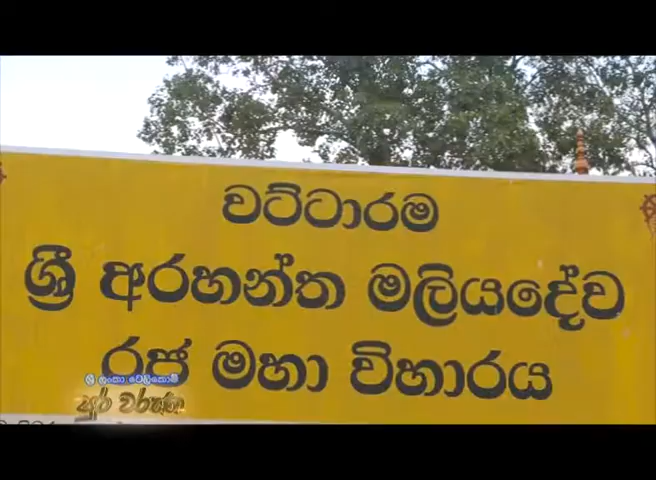 වට්ටාරම
ශ්‍රී අරහන්ත මලියදේව
රජ මහා විහාරය
ශ්‍රී ලංකා ටෙලිකොම්